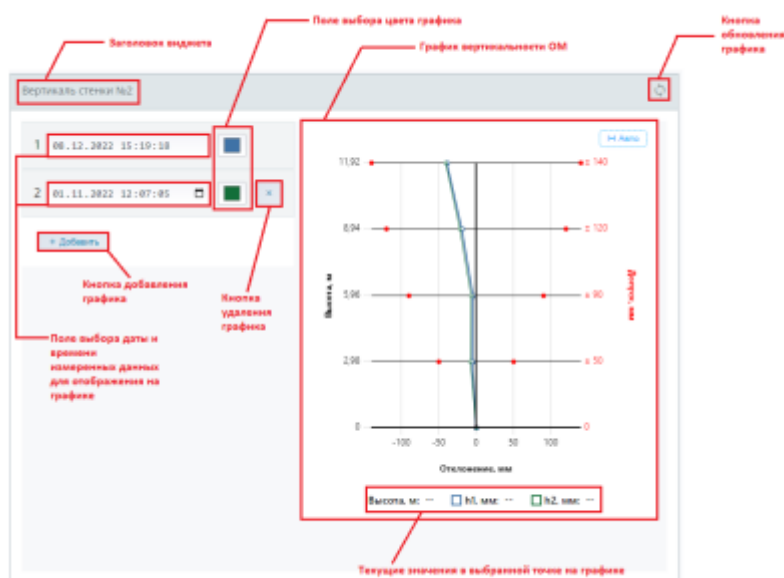 Поле выбора цвета графика
Кнопка
обновления
графика
Заголовок виджета
График вертикальности ОМ
Вертикаль стенки №2
1 08.12.2022 15:19:18
2 01.11.2022 12:07:05 ×
+ Добавить
Кнопка добавления
графика
Кнопка
удаления
графика
Поле выбора даты и
времени
измеренных данных
для отображения на
графике
Авто
11,92
8,94
5,96
2,98
0
± 140
± 120
± 90
± 50
0
Высота, м
Допуск, мм
-100 -50 0 50 100
Отклонение, мм
Высота, м: -- h1, мм: -- h2, мм: --
Текущие значения в выбранной точке на графике